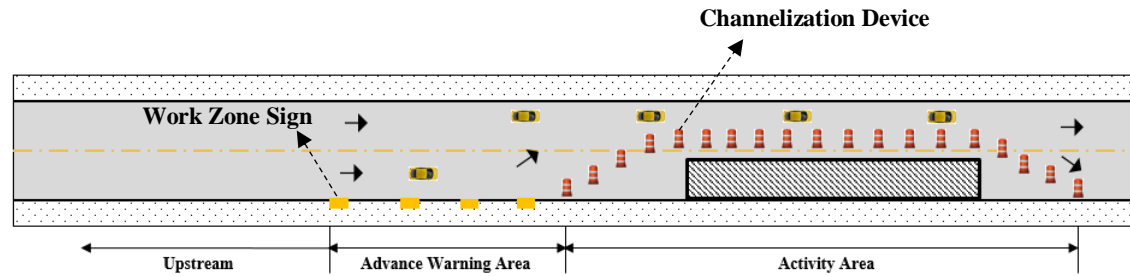 Channelization Device
Work Zone Sign
Upstream
Advance Warning Area
Activity Area